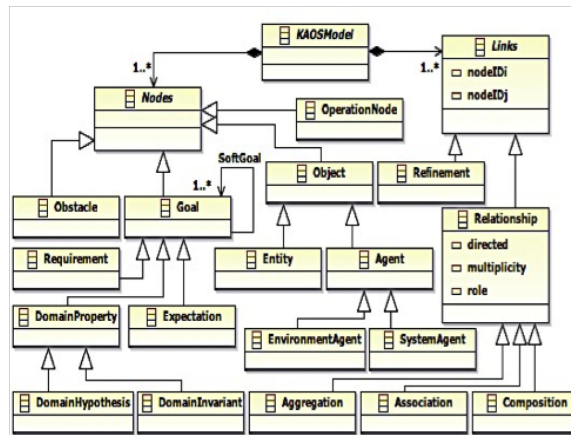 KAOSModel
Links
nodeIDi
nodeIDj
1..*
1..*
Nodes
OperationNode
SoftGoal
1..*
Object
Refinement
Obstacle
Goal
Relationship
directed
multiplicity
role
Requirement
Entity
Agent
DomainProperty
Expectation
EnvironmentAgent
SystemAgent
DomainHypothesis
DomainInvariant
Aggregation
Association
Composition